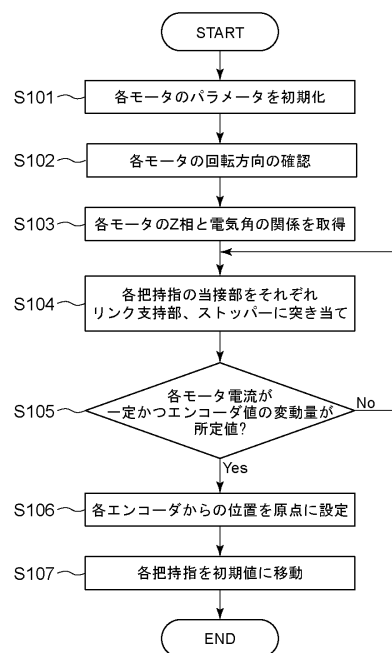 START
S101
各モータのパラメータを初期化
S102
各モータの回転方向の確認
S103
各モータのZ相と電気角の関係を取得
S104
各把持指の当接部をそれぞれ
リンク支持部、ストッパーに突き当て
S105
各モータ電流が
一定かつエンコーダ値の変動量が
所定値?
No
Yes
S106
各エンコーダからの位置を原点に設定
S107
各把持指を初期値に移動
END